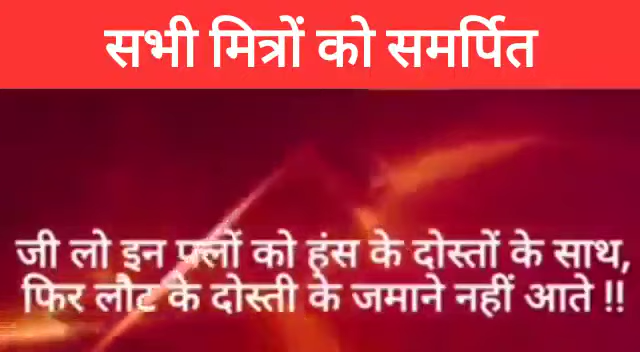 सभी मित्रों को समर्पित
जी लो इन पलों को हंस के दोस्तों के साथ,
फिर लौट के दोस्ती के जमाने नहीं आते !!